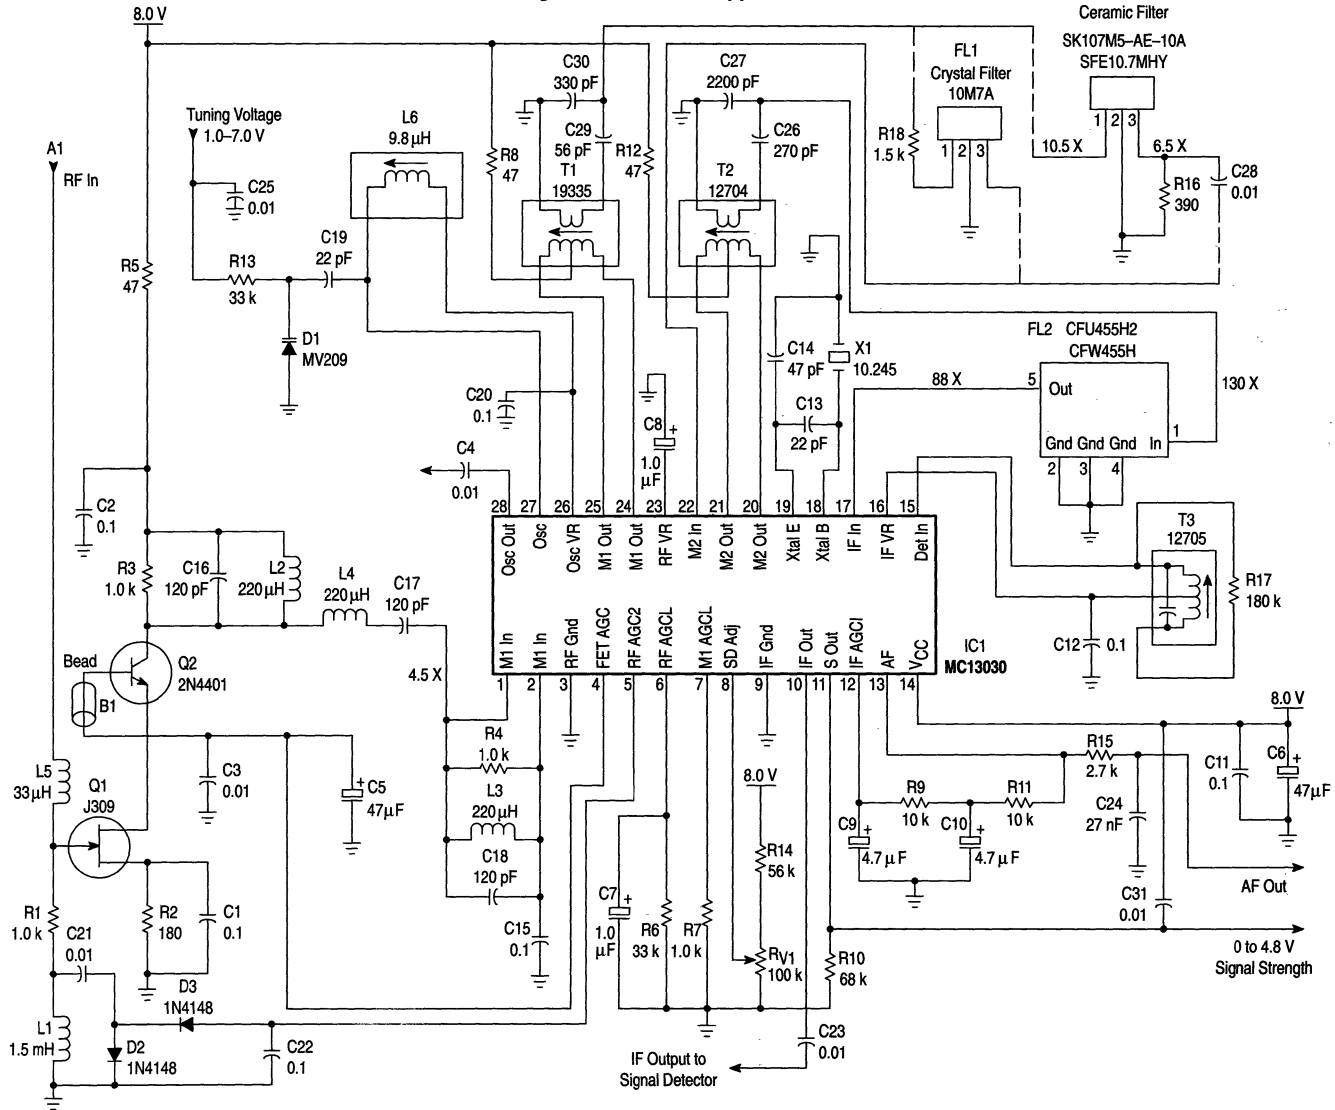 8.0 V
Ceramic Filter
SK107M5–AE–10A
SFE10.7MHY
1 2 3
FL1
Crystal Filter
10M7A
1 2 3
R18
1.5 k
10.5 X
6.5 X
R16
390
C28
0.01
C30
330 pF
C29
56 pF
T1
19335
R8
47
R12
47
C27
2200 pF
C26
270 pF
T2
12704
L6
9.8 µH
Tuning Voltage
1.0–7.0 V
A1
RF In
C25
0.01
C19
22 pF
R13
33 k
R5
47
D1
MV209
C20
0.1
C4
0.01
C8
+
1.0
µF
C14
47 pF
X1
10.245
C13
22 pF
FL2 CFU455H2
CFW455H
88 X
5
Out
130 X
Gnd Gnd Gnd In
1
2 3 4
C2
0.1
R3
1.0 k
C16
120 pF
L2
220 µH
L4
220 µH
C17
120 pF
4.5 X
28 27 26 25 24 23 22 21 20 19 18 17 16 15
Osc Out
Osc
Osc VR
M1 Out
M1 Out
RF VR
M2 In
M2 Out
M2 Out
Xtal E
Xtal B
IF In
IF VR
Det In
M1 In
M1 In
RF Gnd
FET AGC
RF AGC2
RF AGCL
M1 AGCL
SD Adj
IF Gnd
IF Out
S Out
IF AGCI
AF
VCC
1 2 3 4 5 6 7 8 9 10 11 12 13 14
IC1
MC13030
T3
12705
R17
180 k
C12
0.1
Bead
B1
Q2
2N4401
L5
33 µH
Q1
J309
C3
0.01
C5
+
47 µF
R4
1.0 k
L3
220 µH
C18
120 pF
C15
0.1
R1
1.0 k
C21
0.01
R2
180
C1
0.1
D3
1N4148
L1
1.5 mH
D2
1N4148
C22
0.1
C7
+
1.0
µF
R6
33 k
R7
1.0 k
8.0 V
R14
56 k
RV1
100 k
R10
68 k
C23
0.01
IF Output to
Signal Detector
8.0 V
R15
2.7 k
C11
0.1
C6
+
47 µF
R9
10 k
R11
10 k
C9
+
4.7 µF
C10
+
4.7 µF
C24
27 nF
C31
0.01
AF Out
0 to 4.8 V
Signal Strength